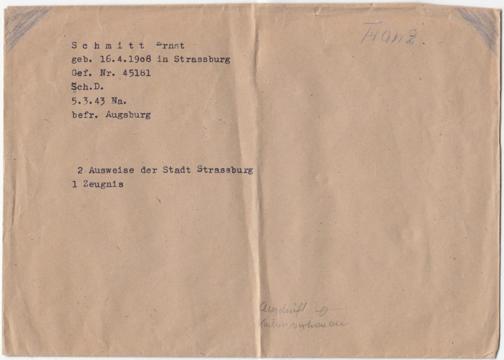 Schmitt Ernst
geb. 16.4.1908 in Strassburg
Gef. Nr. 45181
Sch.D.
5.3.43 Na.
befr. Augsburg
2 Ausweise der Stadt Strassburg
1 Zeugnis